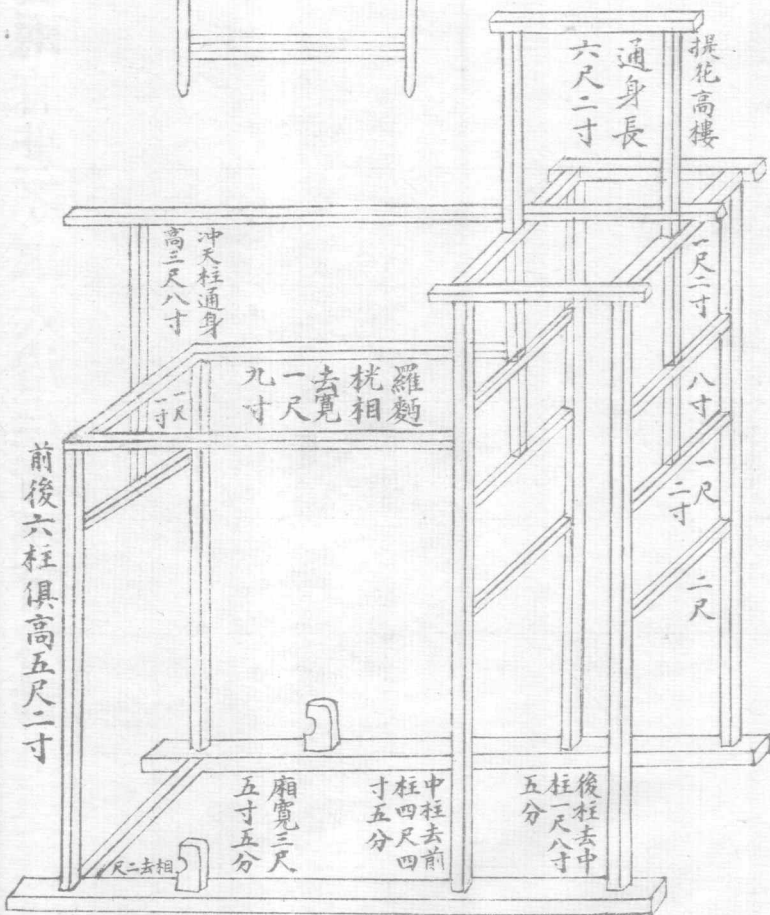 提花高樓
通身長
六尺二寸
一尺二寸
八寸
一尺
二寸
二尺
冲天柱通身
高三尺八寸
羅麵
桄相
去寬
一尺
九寸
一尺
一寸
前後六柱俱高五尺二寸
後柱去中
柱一尺八寸
五分
中柱去前
柱四尺四
寸五分
廂寬三尺
五寸五分
相去二尺